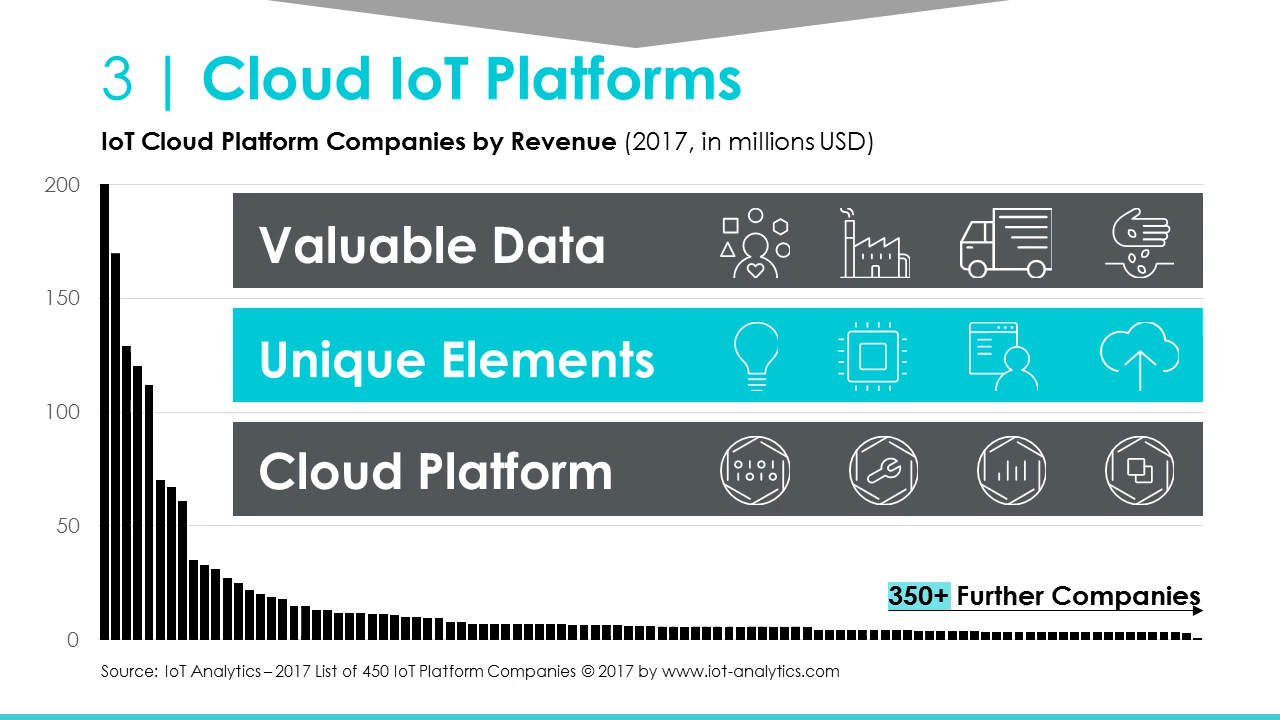 3 | Cloud IoT Platforms
IoT Cloud Platform Companies by Revenue (2017, in millions USD)
200
Valuable Data
150
Unique Elements
100
Cloud Platform
0101
1010
50
350+ Further Companies
0
Source: IoT Analytics – 2017 List of 450 IoT Platform Companies © 2017 by www.iot-analytics.com